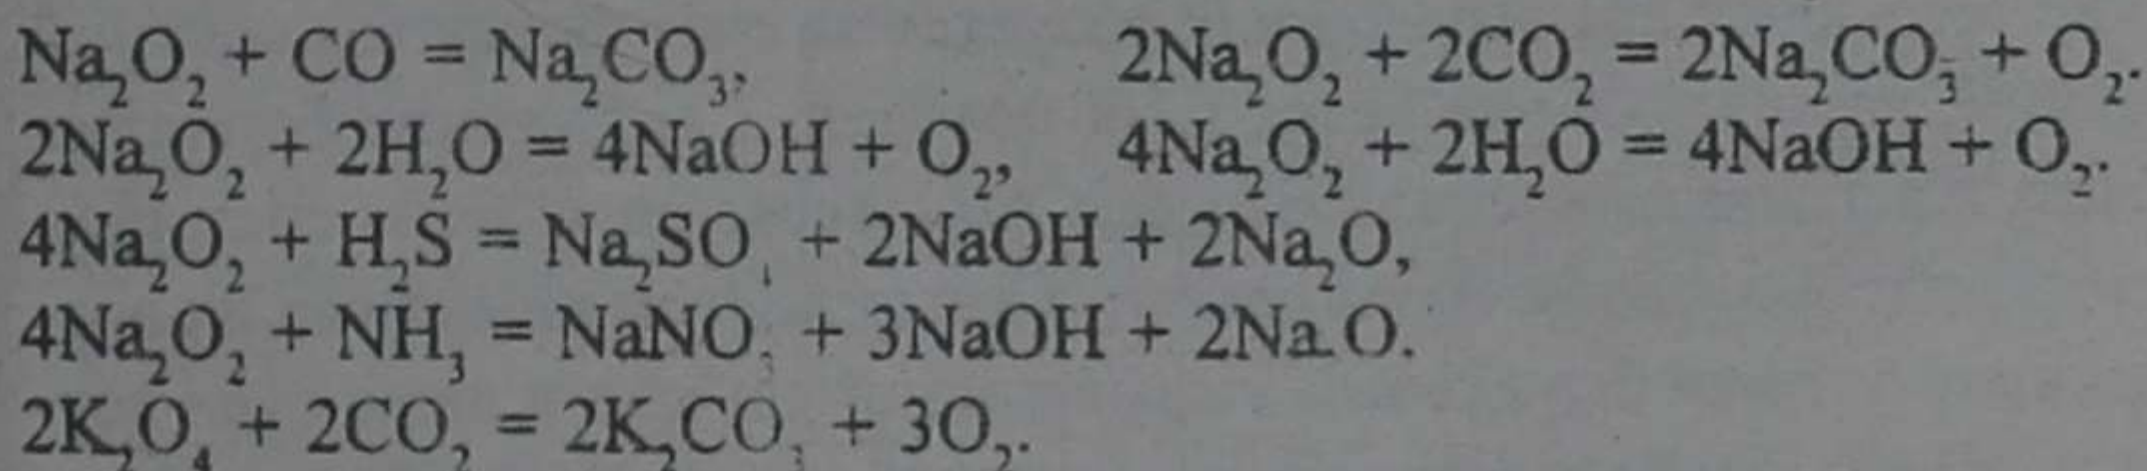 Na₂O₂ + CO = Na₂CO₃, 2Na₂O₂ + 2CO₂ = 2Na₂CO₃ + O₂.
2Na₂O₂ + 2H₂O = 4NaOH + O₂, 4Na₂O₂ + 2H₂O = 4NaOH + O₂.
4Na₂O₂ + H₂S = Na₂SO₄ + 2NaOH + 2Na₂O,
4Na₂O₂ + NH₃ = NaNO₃ + 3NaOH + 2Na₂O.
2K₂O₄ + 2CO₂ = 2K₂CO₃ + 3O₂.